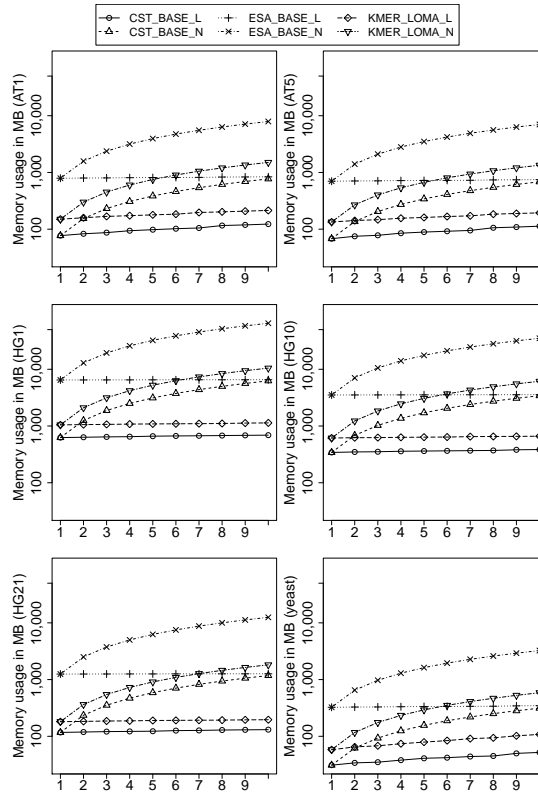 CST_BASE_L ESA_BASE_L KMER_LOMA_L
CST_BASE_N ESA_BASE_N KMER_LOMA_N
Memory usage in MB (AT1)
10,000
1,000
100
1 2 3 4 5 6 7 8 9
Memory usage in MB (AT5)
10,000
1,000
100
1 2 3 4 5 6 7 8 9
Memory usage in MB (HG1)
10,000
1,000
100
1 2 3 4 5 6 7 8 9
Memory usage in MB (HG10)
10,000
1,000
100
1 2 3 4 5 6 7 8 9
Memory usage in MB (HG21)
10,000
1,000
100
1 2 3 4 5 6 7 8 9
Memory usage in MB (yeast)
10,000
1,000
100
1 2 3 4 5 6 7 8 9